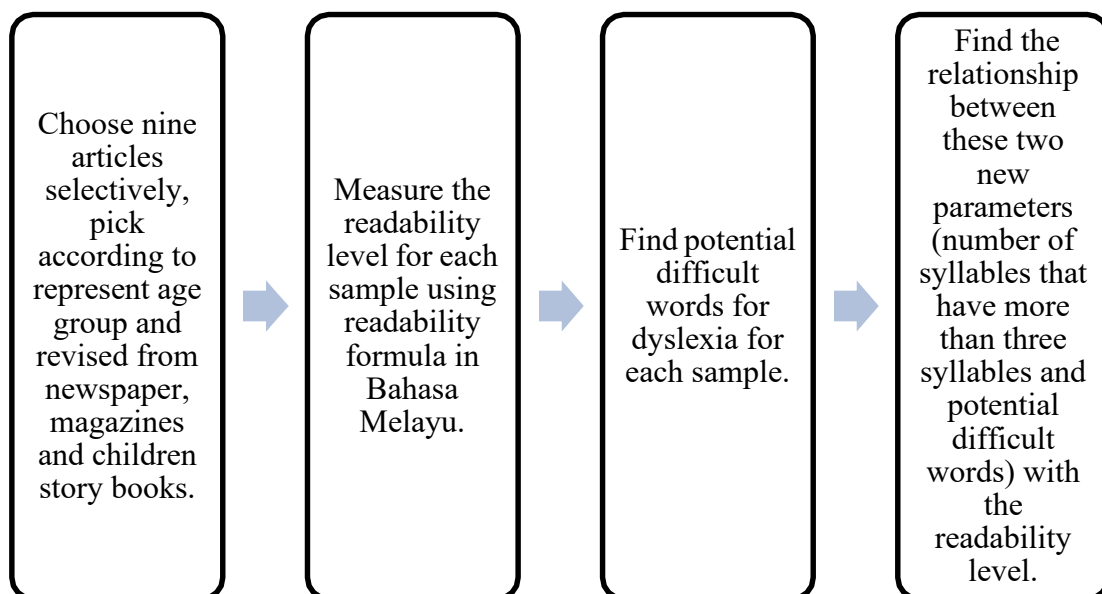 Choose nine
articles
selectively,
pick
according to
represent age
group and
revised from
newspaper,
magazines
and children
story books.
Measure the
readability
level for each
sample using
readability
formula in
Bahasa
Melayu.
Find potential
difficult
words for
dyslexia for
each sample.
Find the
relationship
between
these two
new
parameters
(number of
syllables that
have more
than three
syllables and
potential
difficult
words) with
the
readability
level.